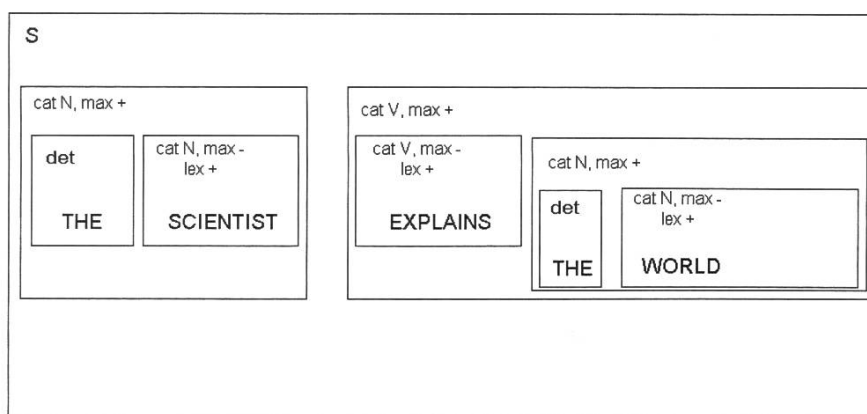 S
cat N, max +
det
cat N, max -
lex +
THE
SCIENTIST
cat V, max +
cat V, max -
lex +
EXPLAINS
cat N, max +
det
cat N, max -
lex +
THE
WORLD